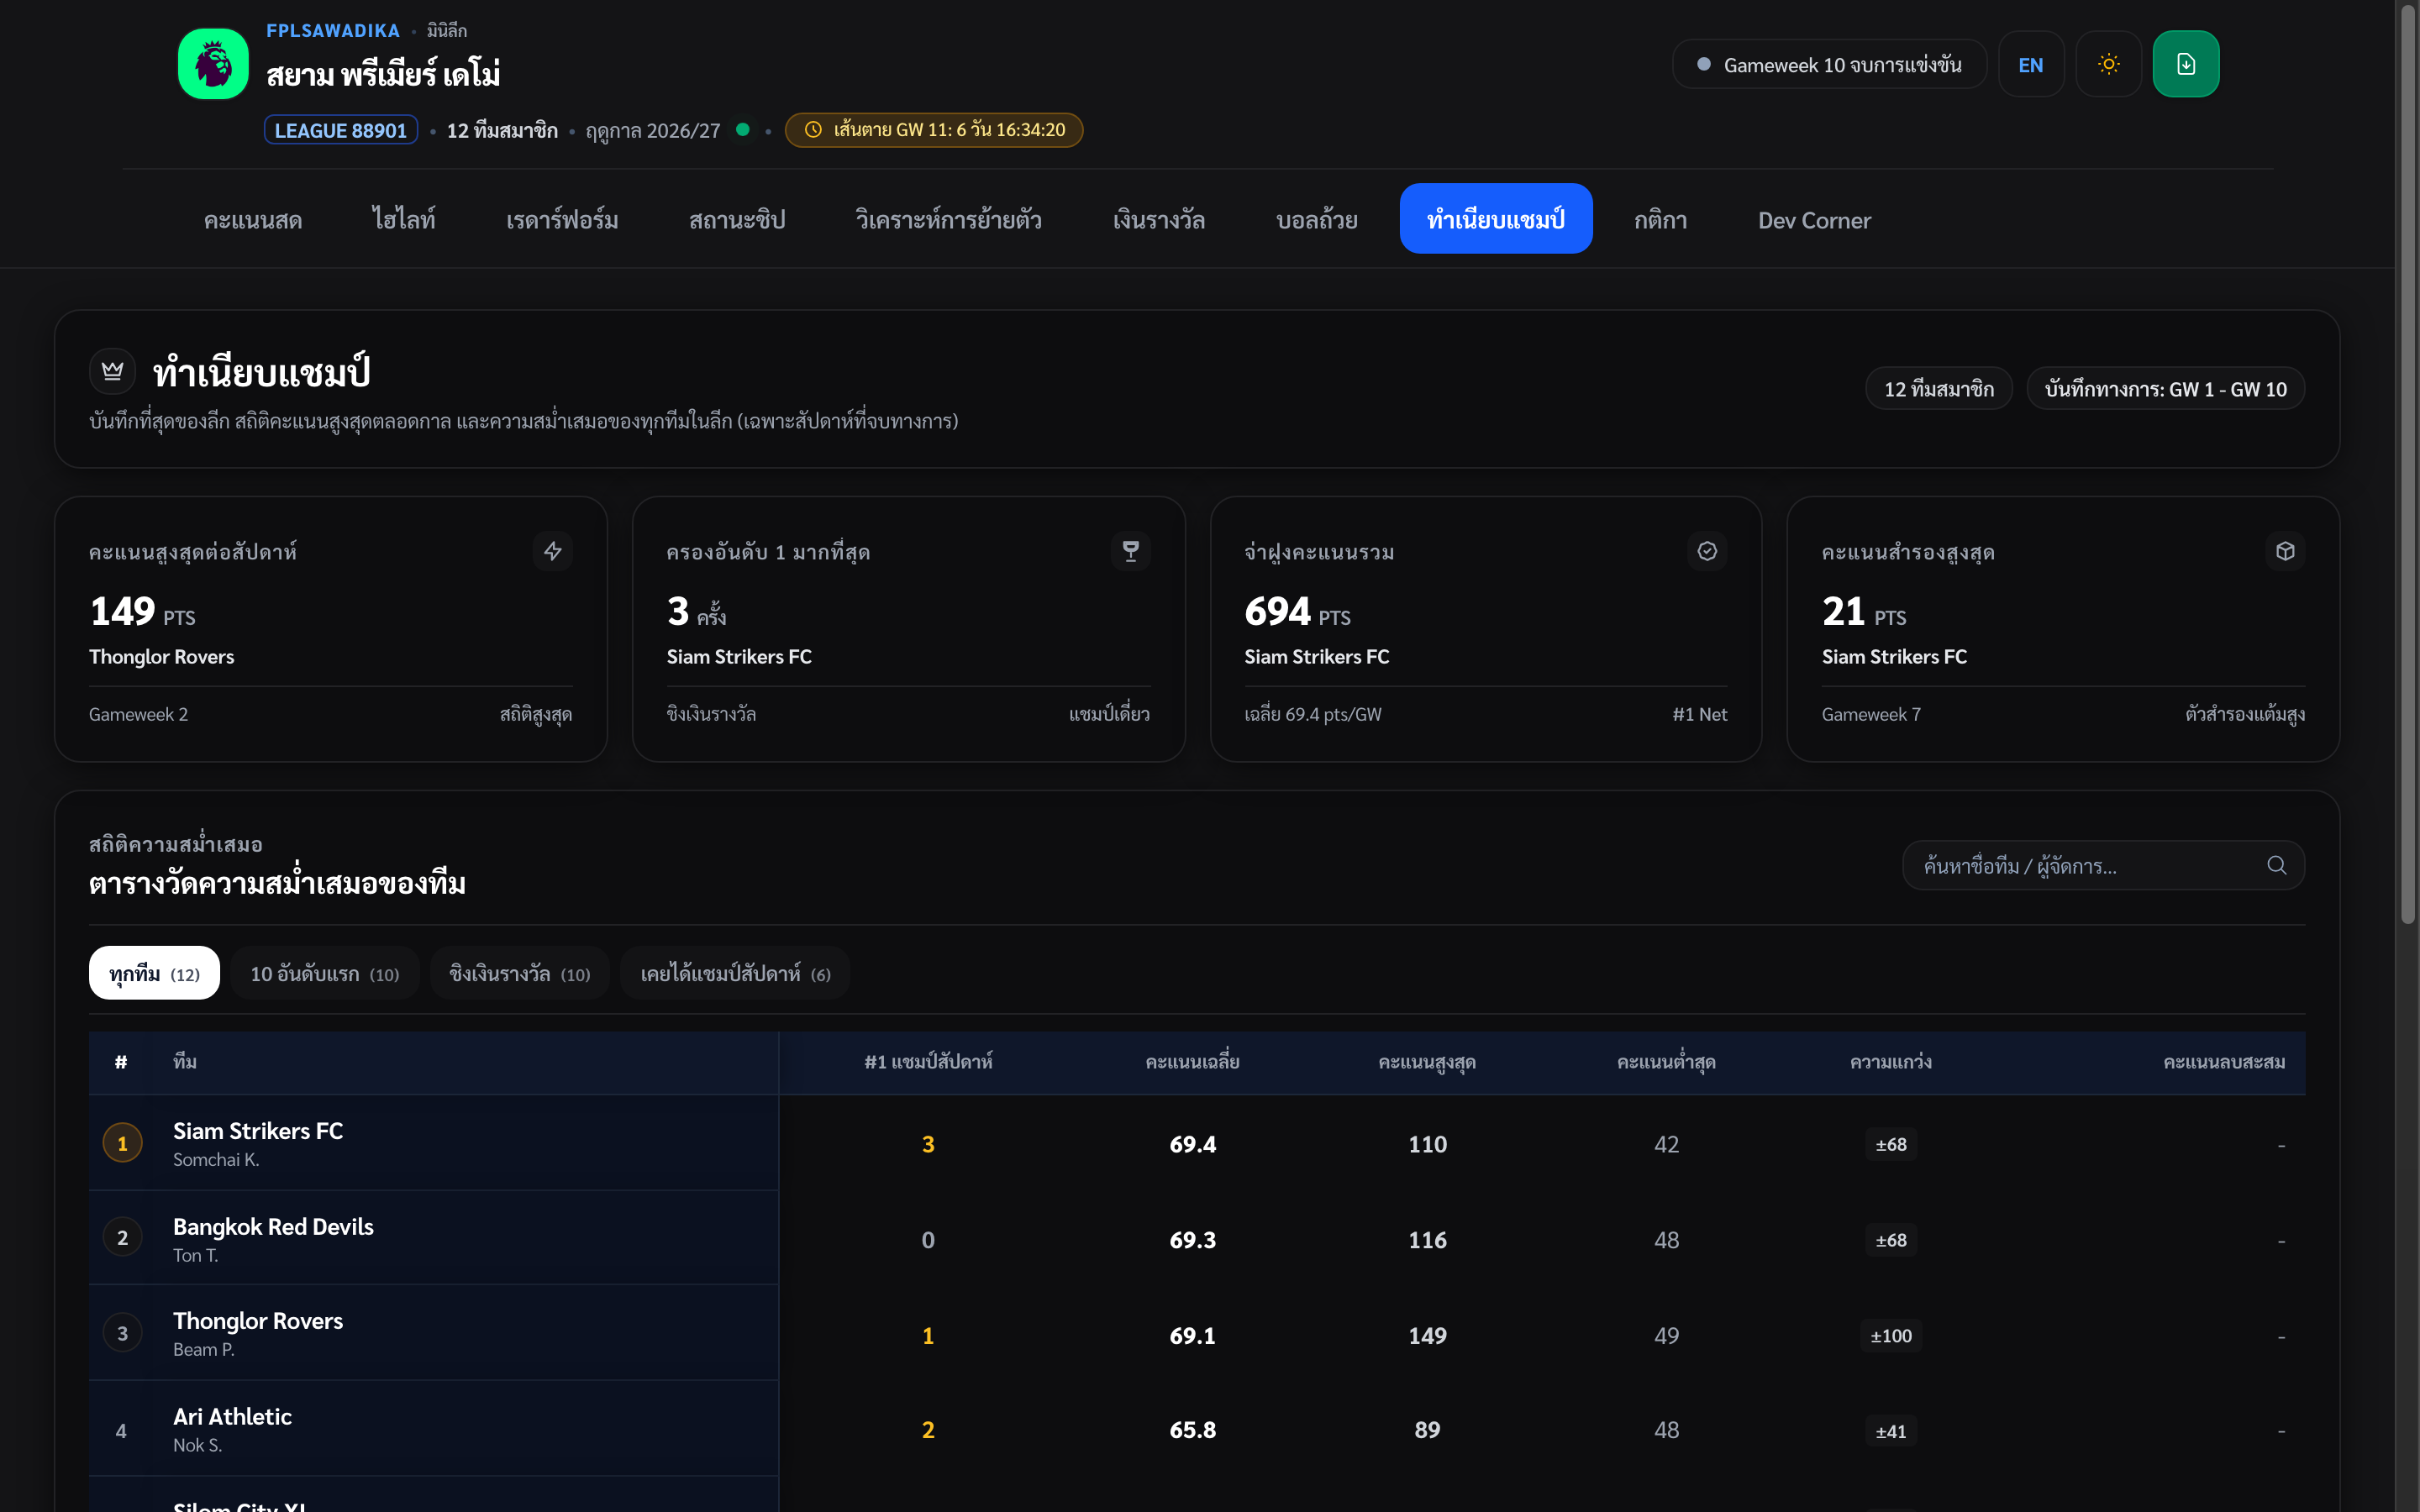 FPLSAWADIKA • มินิลีก
สยาม พรีเมียร์ เดโม่
Gameweek 10 จบการแข่งขัน
EN
LEAGUE 88901 • 12 ทีมสมาชิก • ฤดูกาล 2026/27 • เส้นตาย GW 11: 6 วัน 16:34:20
คะแนนสด ไฮไลท์ เรดาร์ฟอร์ม สถานะชิป วิเคราะห์การย้ายตัว เงินรางวัล บอลถ้วย ทำเนียบแชมป์ กติกา Dev Corner
ทำเนียบแชมป์
บันทึกที่สุดของลีก สถิติคะแนนสูงสุดตลอดกาล และความสม่ำเสมอของทุกทีมในลีก (เฉพาะสัปดาห์ที่จบทางการ)
12 ทีมสมาชิก
บันทึกทางการ: GW 1 - GW 10
คะแนนสูงสุดต่อสัปดาห์
149 PTS
Thonglor Rovers
Gameweek 2 สถิติสูงสุด
ครองอันดับ 1 มากที่สุด
3 ครั้ง
Siam Strikers FC
ชิงเงินรางวัล แชมป์เดี่ยว
จ่าฝูงคะแนนรวม
694 PTS
Siam Strikers FC
เฉลี่ย 69.4 pts/GW #1 Net
คะแนนสำรองสูงสุด
21 PTS
Siam Strikers FC
Gameweek 7 ตัวสำรองแต้มสูง
สถิติความสม่ำเสมอ
ตารางวัดความสม่ำเสมอของทีม
ค้นหาชื่อทีม / ผู้จัดการ...
ทุกทีม (12) 10 อันดับแรก (10) ชิงเงินรางวัล (10) เคยได้แชมป์สัปดาห์ (6)
# ทีม #1 แชมป์สัปดาห์ คะแนนเฉลี่ย คะแนนสูงสุด คะแนนต่ำสุด ความแกว่ง คะแนนลบสะสม
1 Siam Strikers FC 3 69.4 110 42 ±68 -
Somchai K.
2 Bangkok Red Devils 0 69.3 116 48 ±68 -
Ton T.
3 Thonglor Rovers 1 69.1 149 49 ±100 -
Beam P.
4 Ari Athletic 2 65.8 89 48 ±41 -
Nok S.
Silom City XI